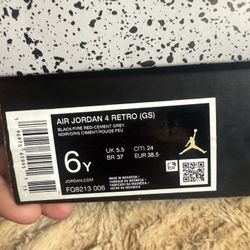 AIR JORDAN 4 RETRO (GS)
BLACK/FIRE RED-CEMENT GREY
NOIR/GRIS CIMENT/ROUGE FEU
6Y
UK 5.5
CM 24
BR 37
EUR 38.5
JORDAN.COM
FQ8213 006